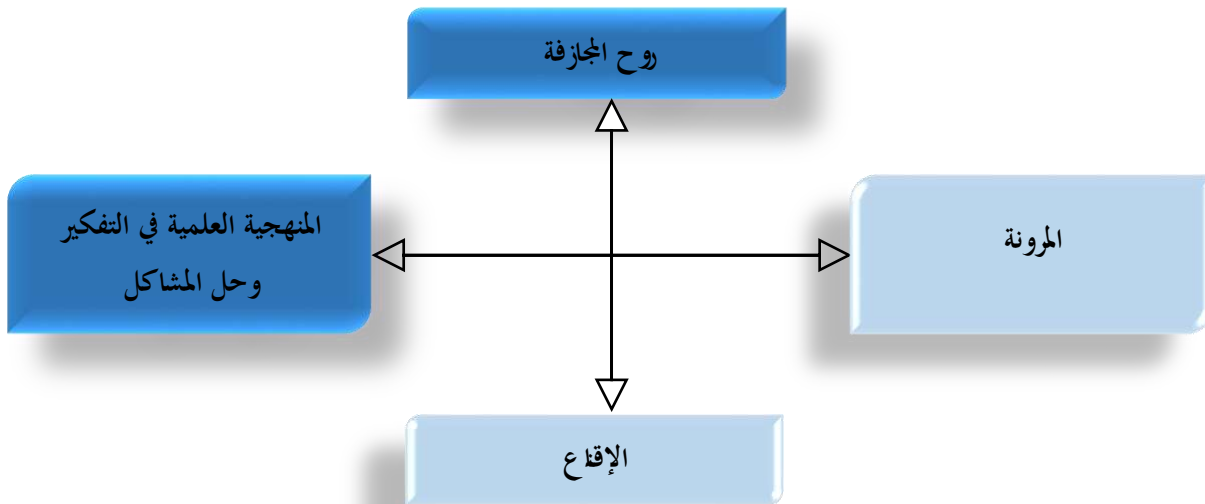 روح المجازفة
المرونة
المنهجية العلمية في التفكير
وحل المشاكل
الإقناع